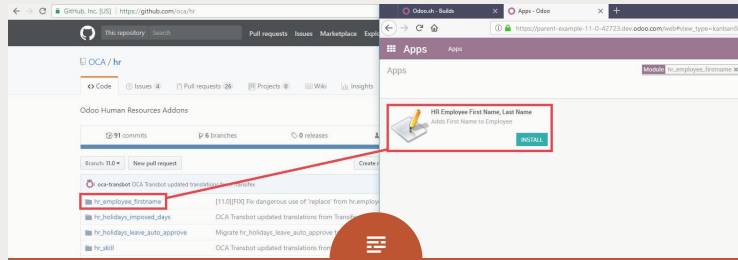 GitHub, Inc. [US] | https://github.com/oca/hr
This repository Search
Pull requests Issues Marketplace Explo
OCA / hr
Code Issues 4 Pull requests 26 Projects 0 Wiki Insights
Odoo Human Resources Addons
91 commits 6 branches 0 releases
Branch: 11.0 New pull request Create n
oca-transbot OCA Transbot updated translations from Transifex
hr_employee_firstname [11.0][FIX] Fix dangerous use of 'replace' from hr.employ
hr_holidays_imposed_days OCA Transbot updated translations from Transifex
hr_holidays_leave_auto_approve Migrate hr_holidays_leave_auto_approve t
hr_skill OCA Transbot updated translations from
Odoo.sh - Builds
Apps - Odoo
https://parent-example-11-0-42723.dev.odoo.com/web#view_type=kanban&
Apps Apps
Apps
Module hr_employee_firstname
HR Employee First Name, Last Name
Adds First Name to Employee
INSTALL